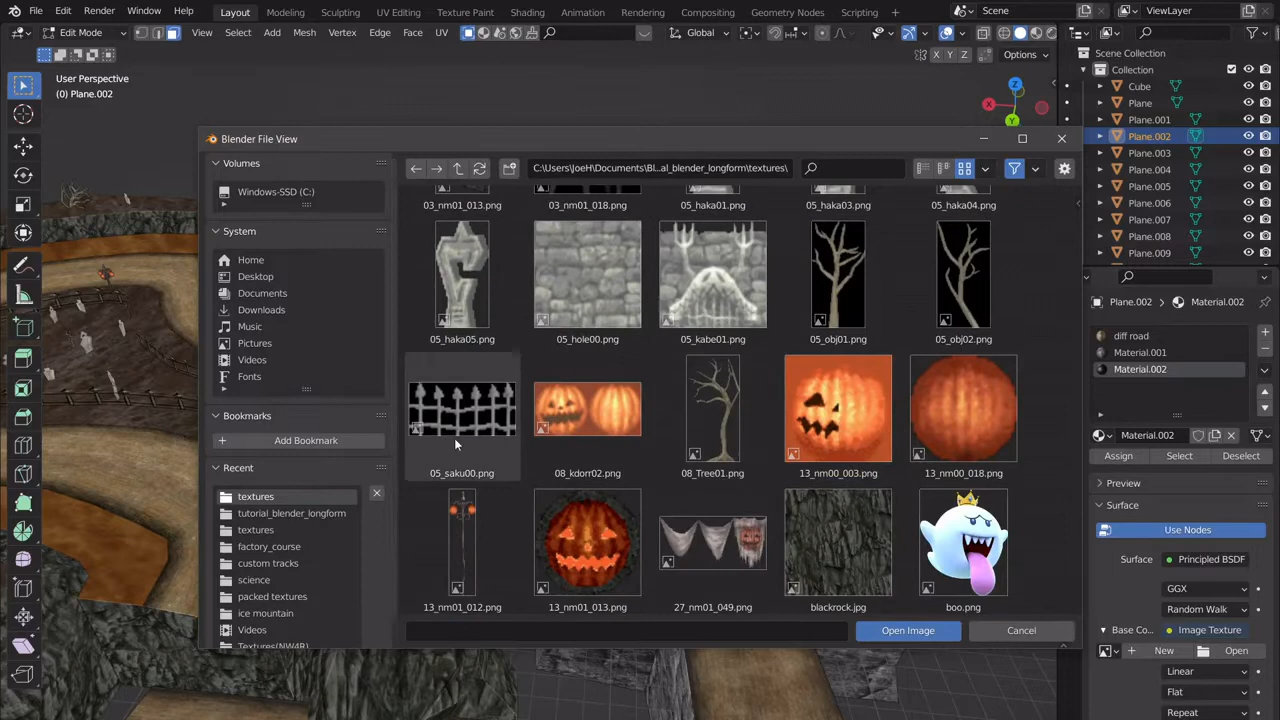 File Edit Render Window Help Layout Modeling Sculpting UV Editing Texture Paint Shading Animation Rendering Compositing Geometry Nodes Scripting + Scene ViewLayer
Edit Mode View Select Add Mesh Vertex Edge Face UV Global
X Y Z Options
User Perspective
(0) Plane.002
Z
Y
Scene Collection
Collection
Cube
Plane
Plane.001
Plane.002
Plane.003
Plane.004
Plane.005
Plane.006
Plane.007
Plane.008
Plane.009
Blender File View
Volumes
Windows-SSD (C:)
System
Home
Desktop
Documents
Downloads
Music
Pictures
Videos
Fonts
Bookmarks
+ Add Bookmark
Recent
textures
tutorial_blender_longform
textures
factory_course
custom tracks
science
packed textures
ice mountain
Videos
Textures(NW4R)
C:\Users\JoeH\Documents\Bl...al_blender_longform\textures\
03_nm01_013.png 03_nm01_018.png 05_haka01.png 05_haka03.png 05_haka04.png
05_haka05.png 05_hole00.png 05_kabe01.png 05_obj01.png 05_obj02.png
05_saku00.png 08_kdorr02.png 08_Tree01.png 13_nm00_003.png 13_nm00_018.png
13_nm01_012.png 13_nm01_013.png 27_nm01_049.png blackrock.jpg boo.png
Open Image Cancel
Plane.002 Material.002
diff road
Material.001
Material.002
Material.002
Assign Select Deselect
Preview
Surface
Use Nodes
Surface Principled BSDF
GGX
Random Walk
Base Co... Image Texture
New Open
Linear
Flat
Repeat